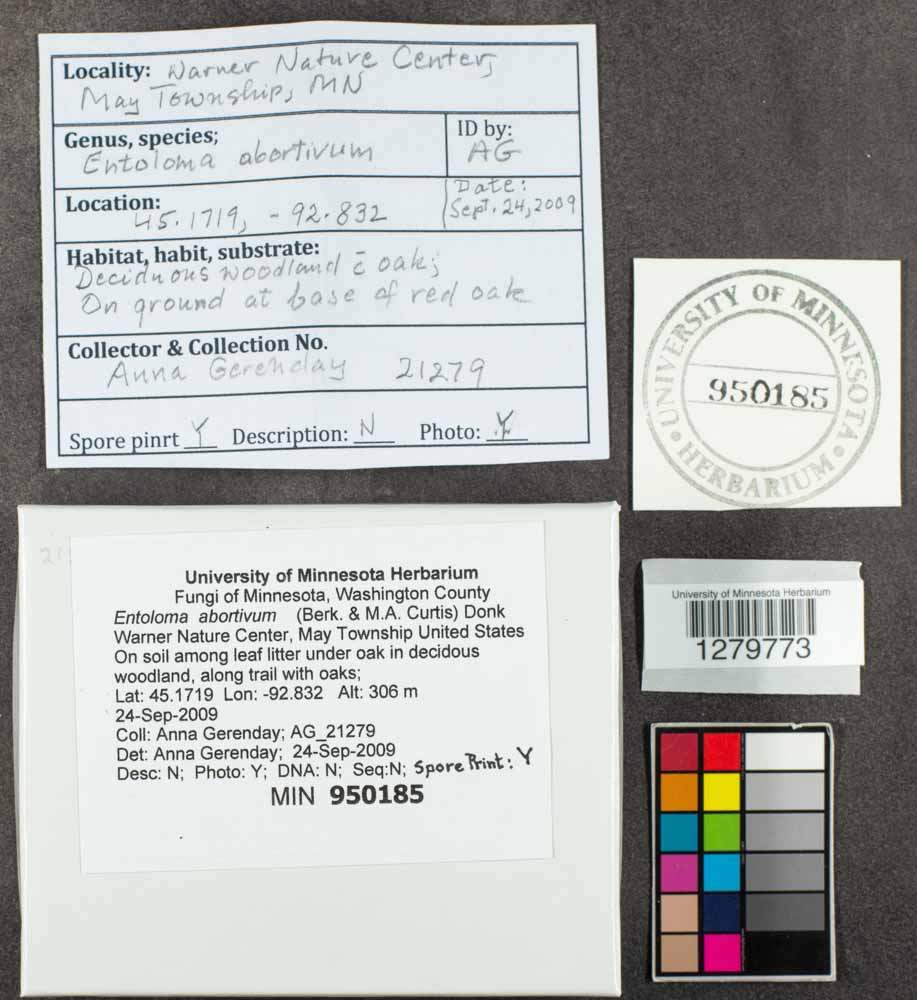 Locality: Warner Nature Center,
May Township, MN
Genus, species;
Entoloma abortivum
ID by:
AG
Location:
45.1719, -92.832
Date:
Sept. 24, 2009
Habitat, habit, substrate:
Deciduous woodland c̄ oak;
On ground at base of red oak
Collector & Collection No.
Anna Gerenday 21279
Spore pinrt Y Description: N Photo: Y
UNIVERSITY OF MINNESOTA
950185
HERBARIUM
21
University of Minnesota Herbarium
Fungi of Minnesota, Washington County
Entoloma abortivum (Berk. & M.A. Curtis) Donk
Warner Nature Center, May Township United States
On soil among leaf litter under oak in decidous
woodland, along trail with oaks;
Lat: 45.1719 Lon: -92.832 Alt: 306 m
24-Sep-2009
Coll: Anna Gerenday; AG_21279
Det: Anna Gerenday; 24-Sep-2009
Desc: N; Photo: Y; DNA: N; Seq:N; Spore Print: Y
MIN 950185
University of Minnesota Herbarium
1279773